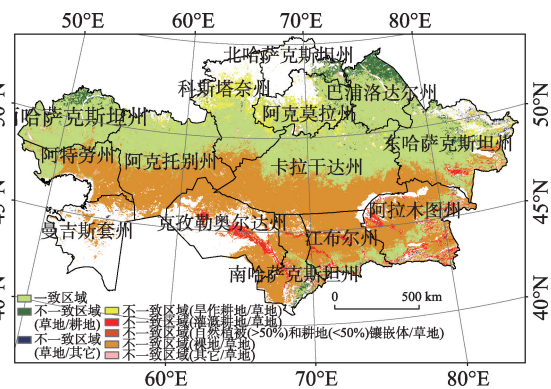 50°E 60°E 70°E 80°E
北哈萨克斯坦州
科斯塔奈州
巴浦洛达尔州
阿克莫拉州
50°N
50°N
哈萨克斯坦州
东哈萨克斯坦州
阿特劳州
阿克托别州
卡拉干达州
45°N
45°N
阿拉木图州
克孜勒奥尔达州
曼吉斯套州
江布尔州
南哈萨克斯坦州
40°N
40°N
0 500 km
一致区域
不一致区域
(草地/耕地)
不一致区域
(草地/其它)
不一致区域(旱作耕地/草地)
不一致区域(灌溉耕地/草地)
不一致区域(自然植被(>50%)和耕地(<50%)镶嵌体/草地)
不一致区域(裸地/草地)
不一致区域(其它/草地)
60°E 70°E 80°E